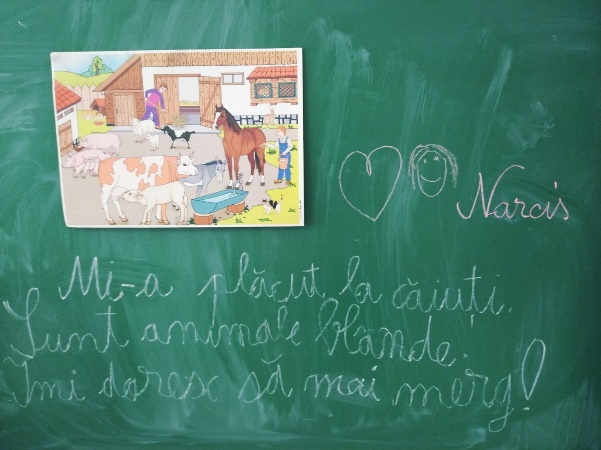 Narcis
Mi-a plăcut la căiuți.
Sunt animale blânde.
Îmi doresc să mai merg!